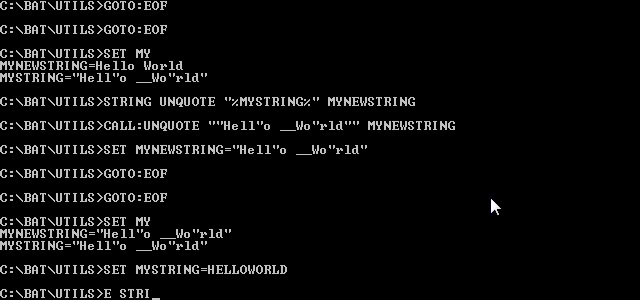 C:\BAT\UTILS>GOTO:EOF
C:\BAT\UTILS>GOTO:EOF
C:\BAT\UTILS>SET MY
MYNEWSTRING=Hello World
MYSTRING="Hell"o __Wo"rld"
C:\BAT\UTILS>STRING UNQUOTE "%MYSTRING%" MYNEWSTRING
C:\BAT\UTILS>CALL:UNQUOTE ""Hell"o __Wo"rld"" MYNEWSTRING
C:\BAT\UTILS>SET MYNEWSTRING="Hell"o __Wo"rld"
C:\BAT\UTILS>GOTO:EOF
C:\BAT\UTILS>GOTO:EOF
C:\BAT\UTILS>SET MY
MYNEWSTRING="Hell"o __Wo"rld"
MYSTRING="Hell"o __Wo"rld"
C:\BAT\UTILS>SET MYSTRING=HELLOWORLD
C:\BAT\UTILS>E STRI_